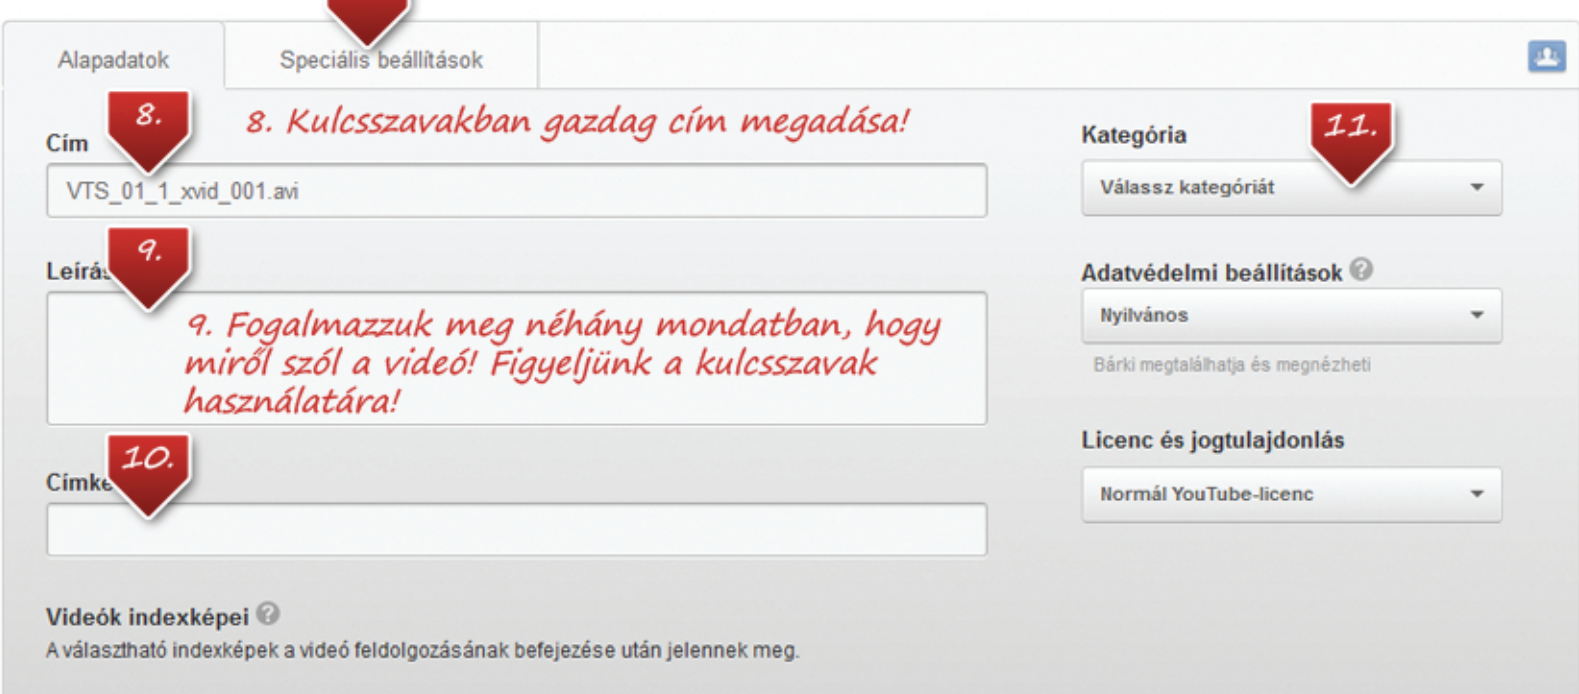 Alapadatok
Speciális beállítások
8.
8. Kulcsszavakban gazdag cím megadása!
Cím
VTS_01_1_xvid_001.avi
9.
Leírás
9. Fogalmazzuk meg néhány mondatban, hogy
miről szól a videó! Figyeljünk a kulcsszavak
használatára!
10.
Címke
Videók indexképei ?
A választható indexképek a videó feldolgozásának befejezése után jelennek meg.
Kategória
11.
Válassz kategóriát
Adatvédelmi beállítások ?
Nyilvános
Bárki megtalálhatja és megnézheti
Licenc és jogtulajdonlás
Normál YouTube-licenc